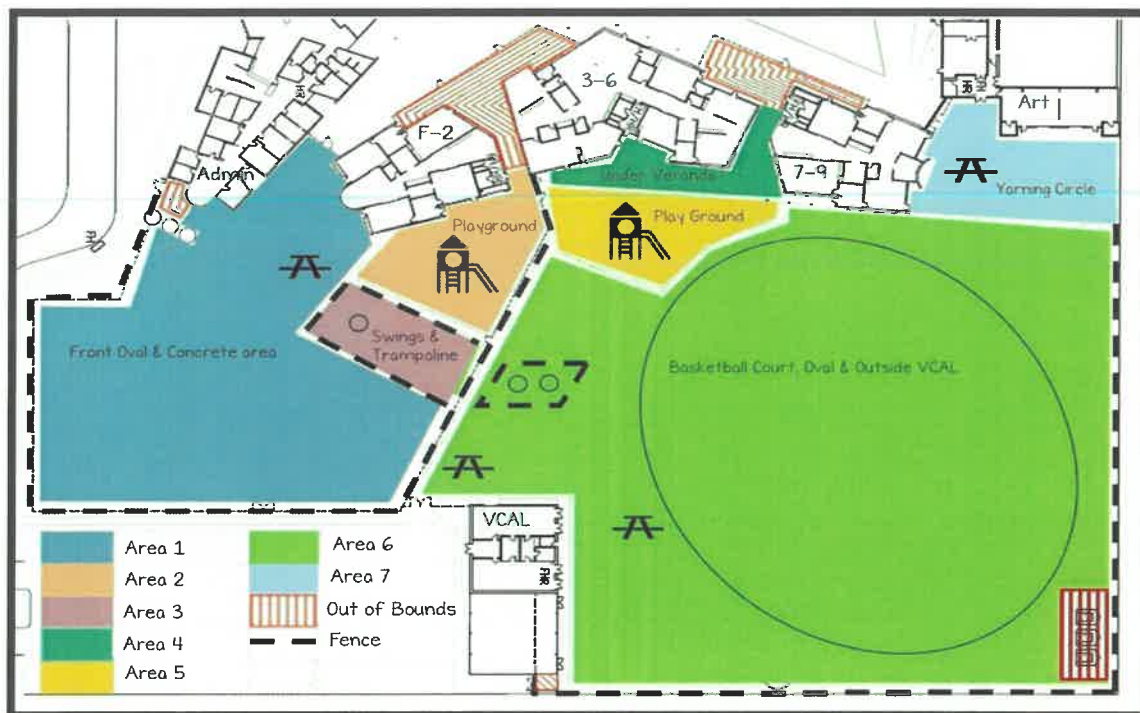 3-6
F-2
Art
Admin
Under Veranda
7-9
Yarning Circle
Playground
Play Ground
Front Oval & Concrete area
Swings &
Trampoline
Basketball Court, Oval & Outside VCAL
VCAL
FHR
Area 1
Area 2
Area 3
Area 4
Area 5
Area 6
Area 7
Out of Bounds
Fence